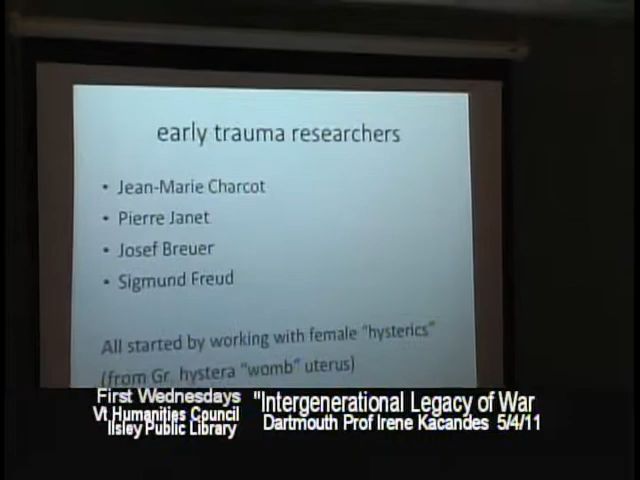 early trauma researchers
• Jean-Marie Charcot
• Pierre Janet
• Josef Breuer
• Sigmund Freud
All started by working with female "hysterics"
(from Gr. hystera "womb" uterus)
First Wednesdays
Vt Humanities Council
Ilsley Public Library
"Intergenerational Legacy of War
Dartmouth Prof Irene Kacandes 5/4/11